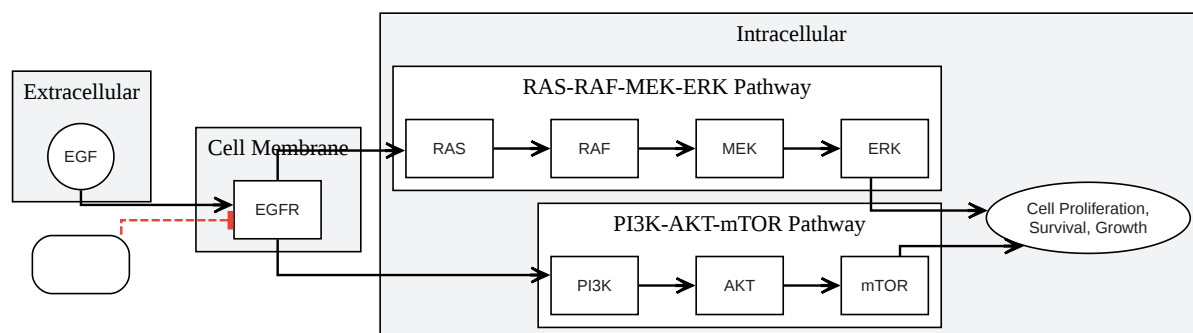 Intracellular
RAS-RAF-MEK-ERK Pathway
Extracellular
Cell Membrane
EGF
RAS
RAF
MEK
ERK
EGFR
PI3K-AKT-mTOR Pathway
Cell Proliferation,
Survival, Growth
PI3K
AKT
mTOR